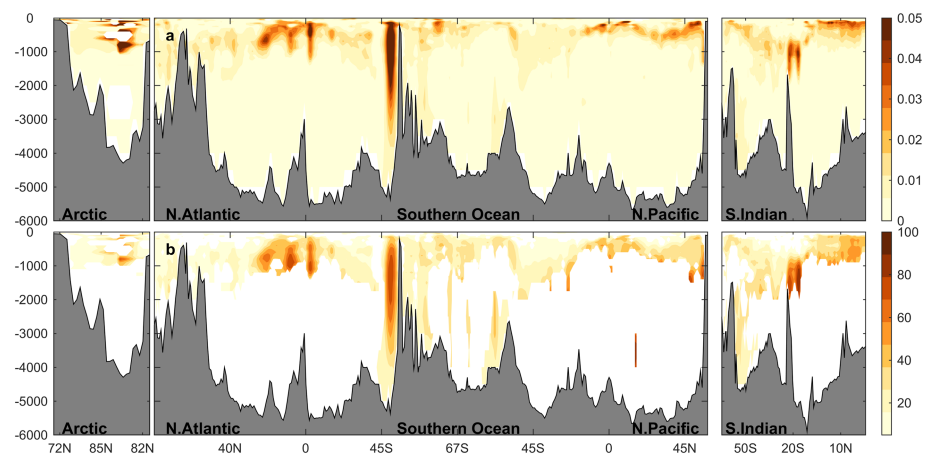 0
-1000
-2000
-3000
-4000
-5000
-6000
a
Arctic
N.Atlantic
Southern Ocean
N.Pacific
S.Indian
0.05
0.04
0.03
0.02
0.01
0
0
-1000
-2000
-3000
-4000
-5000
-6000
b
Arctic
N.Atlantic
Southern Ocean
N.Pacific
S.Indian
100
80
60
40
20
72N 85N 82N 40N 0 45S 67S 45S 0 45N 50S 20S 10N